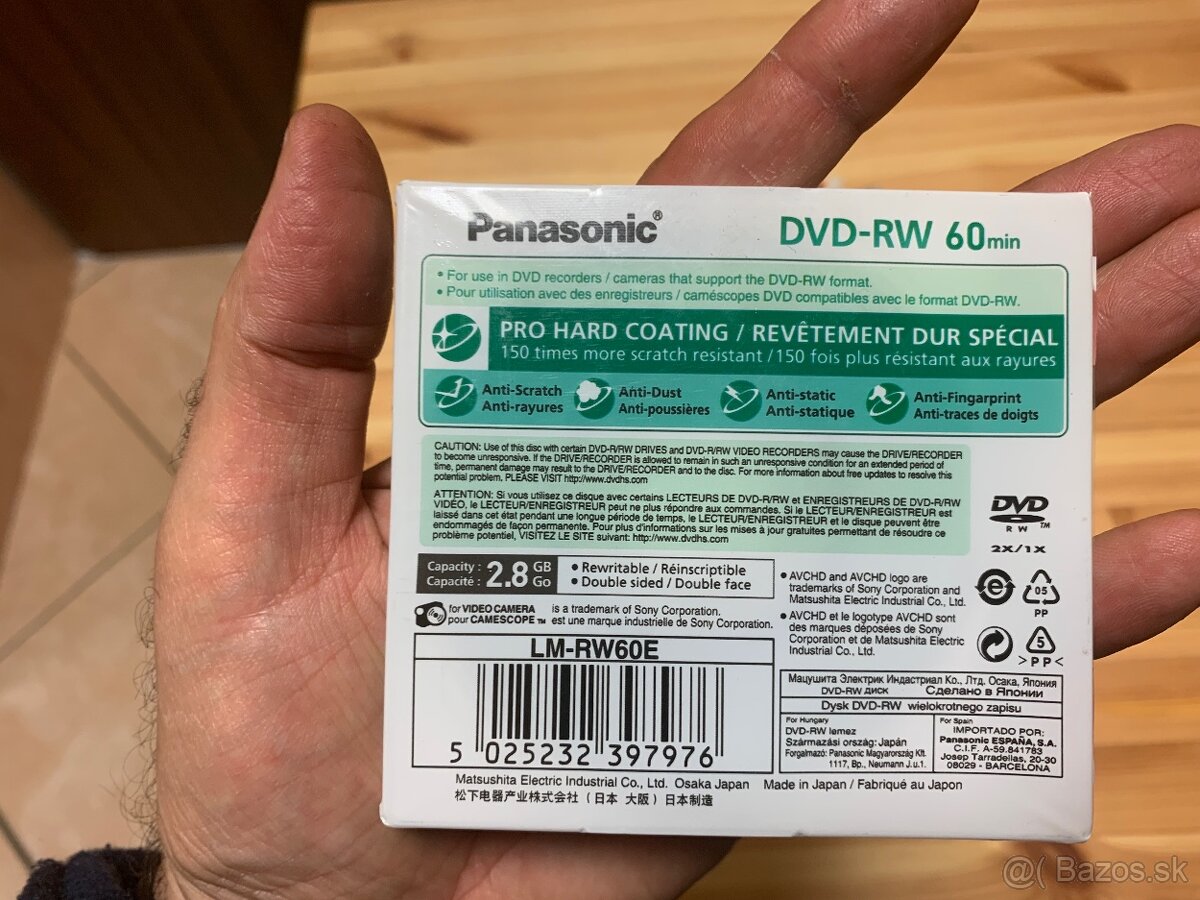 Panasonic®
DVD-RW 60min
• For use in DVD recorders / cameras that support the DVD-RW format.
• Pour utilisation avec des enregistreurs / caméscopes DVD compatibles avec le format DVD-RW.
PRO HARD COATING / REVÊTEMENT DUR SPÉCIAL
150 times more scratch resistant / 150 fois plus résistant aux rayures
Anti-Scratch
Anti-rayures
Anti-Dust
Anti-poussières
Anti-static
Anti-statique
Anti-Fingerprint
Anti-traces de doigts
CAUTION: Use of this disc with certain DVD-R/RW DRIVES and DVD-R/RW VIDEO RECORDERS may cause the DRIVE/RECORDER
to become unresponsive. If the DRIVE/RECORDER is allowed to remain in such an unresponsive condition for an extended period of
time, permanent damage may result to the DRIVE/RECORDER and to the disc. For more information about free updates to resolve this
potential problem. PLEASE VISIT http://www.dvdhs.com
ATTENTION: Si vous utilisez ce disque avec certains LECTEURS DE DVD-R/RW et ENREGISTREURS DE DVD-R/RW
VIDÉO, le LECTEUR/ENREGISTREUR peut ne plus répondre aux commandes. Si le LECTEUR/ENREGISTREUR est
laissé dans cet état pendant une longue période de temps, le LECTEUR/ENREGISTREUR et le disque peuvent être
endommagés de façon permanente. Pour plus d'informations sur les mises à jour gratuites permettant de résoudre ce
problème potentiel, VISITEZ LE SITE suivant: http://www.dvdhs.com
DVD
RW ™
2X/1X
Capacity : 2.8 GB
Capacité : Go
• Rewritable / Réinscriptible
• Double sided / Double face
for VIDEO CAMERA
pour CAMESCOPE ™
is a trademark of Sony Corporation.
est une marque industrielle de Sony Corporation.
• AVCHD and AVCHD logo are
trademarks of Sony Corporation and
Matsushita Electric Industrial Co., Ltd.
• AVCHD et le logotype AVCHD sont
des marques déposées de Sony
Corporation et de Matsushita Electric
Industrial Co., Ltd.
05
PP
5
>PP<
LM-RW60E
5 025232 397976
Мацушита Электрик Индастриал Ко., Лтд. Осака, Япония
DVD-RW диск Сделано в Японии
Dysk DVD-RW wielokrotnego zapisu
For Hungary
DVD-RW lemez
Származási ország: Japán
Forgalmazó: Panasonic Magyarország Kft.
1117, Bp., Neumann J.u.1.
For Spain
IMPORTADO POR:
Panasonic ESPAÑA, S.A.
C.I.F. A-59.841783
Josep Tarradellas, 20-30
08029 - BARCELONA
Matsushita Electric Industrial Co., Ltd. Osaka Japan Made in Japan / Fabriqué au Japon
松下电器产业株式会社（日本 大阪）日本制造
@( Bazos.sk